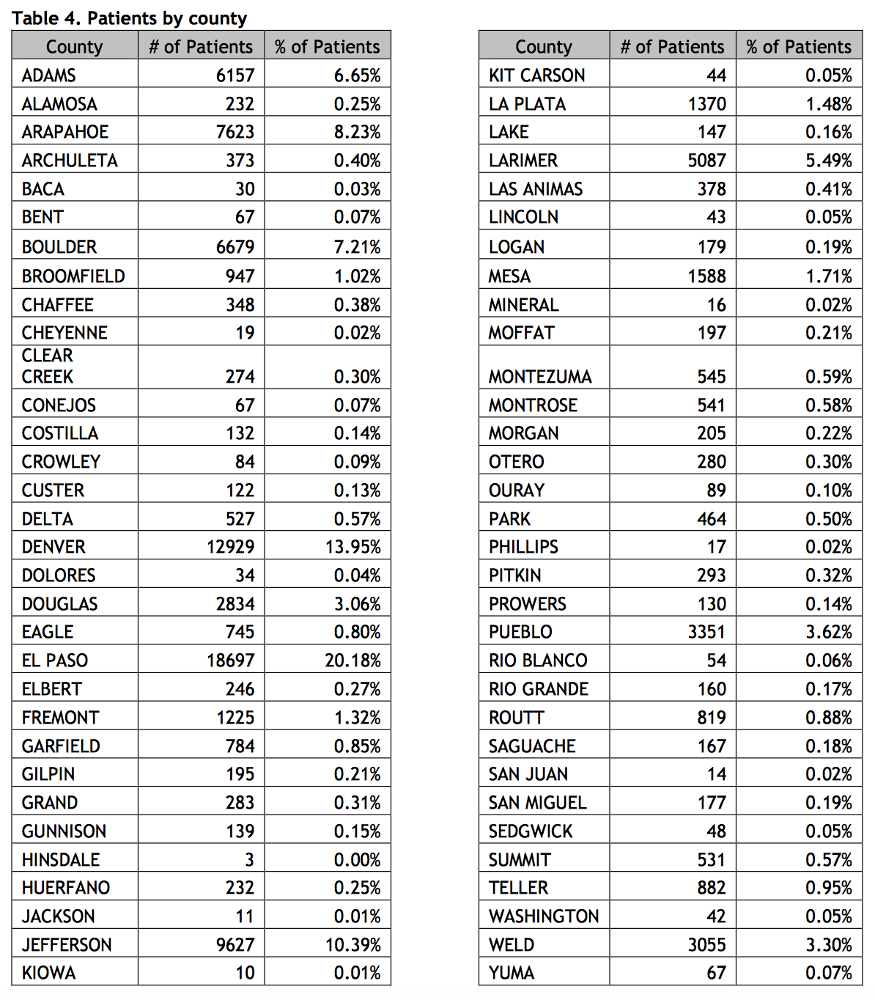 Table 4. Patients by county
County # of Patients % of Patients County # of Patients % of Patients
ADAMS 6157 6.65% KIT CARSON 44 0.05%
ALAMOSA 232 0.25% LA PLATA 1370 1.48%
ARAPAHOE 7623 8.23% LAKE 147 0.16%
ARCHULETA 373 0.40% LARIMER 5087 5.49%
BACA 30 0.03% LAS ANIMAS 378 0.41%
BENT 67 0.07% LINCOLN 43 0.05%
BOULDER 6679 7.21% LOGAN 179 0.19%
BROOMFIELD 947 1.02% MESA 1588 1.71%
CHAFFEE 348 0.38% MINERAL 16 0.02%
CHEYENNE 19 0.02% MOFFAT 197 0.21%
CLEAR
CREEK 274 0.30% MONTEZUMA 545 0.59%
CONEJOS 67 0.07% MONTROSE 541 0.58%
COSTILLA 132 0.14% MORGAN 205 0.22%
CROWLEY 84 0.09% OTERO 280 0.30%
CUSTER 122 0.13% OURAY 89 0.10%
DELTA 527 0.57% PARK 464 0.50%
DENVER 12929 13.95% PHILLIPS 17 0.02%
DOLORES 34 0.04% PITKIN 293 0.32%
DOUGLAS 2834 3.06% PROWERS 130 0.14%
EAGLE 745 0.80% PUEBLO 3351 3.62%
EL PASO 18697 20.18% RIO BLANCO 54 0.06%
ELBERT 246 0.27% RIO GRANDE 160 0.17%
FREMONT 1225 1.32% ROUTT 819 0.88%
GARFIELD 784 0.85% SAGUACHE 167 0.18%
GILPIN 195 0.21% SAN JUAN 14 0.02%
GRAND 283 0.31% SAN MIGUEL 177 0.19%
GUNNISON 139 0.15% SEDGWICK 48 0.05%
HINSDALE 3 0.00% SUMMIT 531 0.57%
HUERFANO 232 0.25% TELLER 882 0.95%
JACKSON 11 0.01% WASHINGTON 42 0.05%
JEFFERSON 9627 10.39% WELD 3055 3.30%
KIOWA 10 0.01% YUMA 67 0.07%